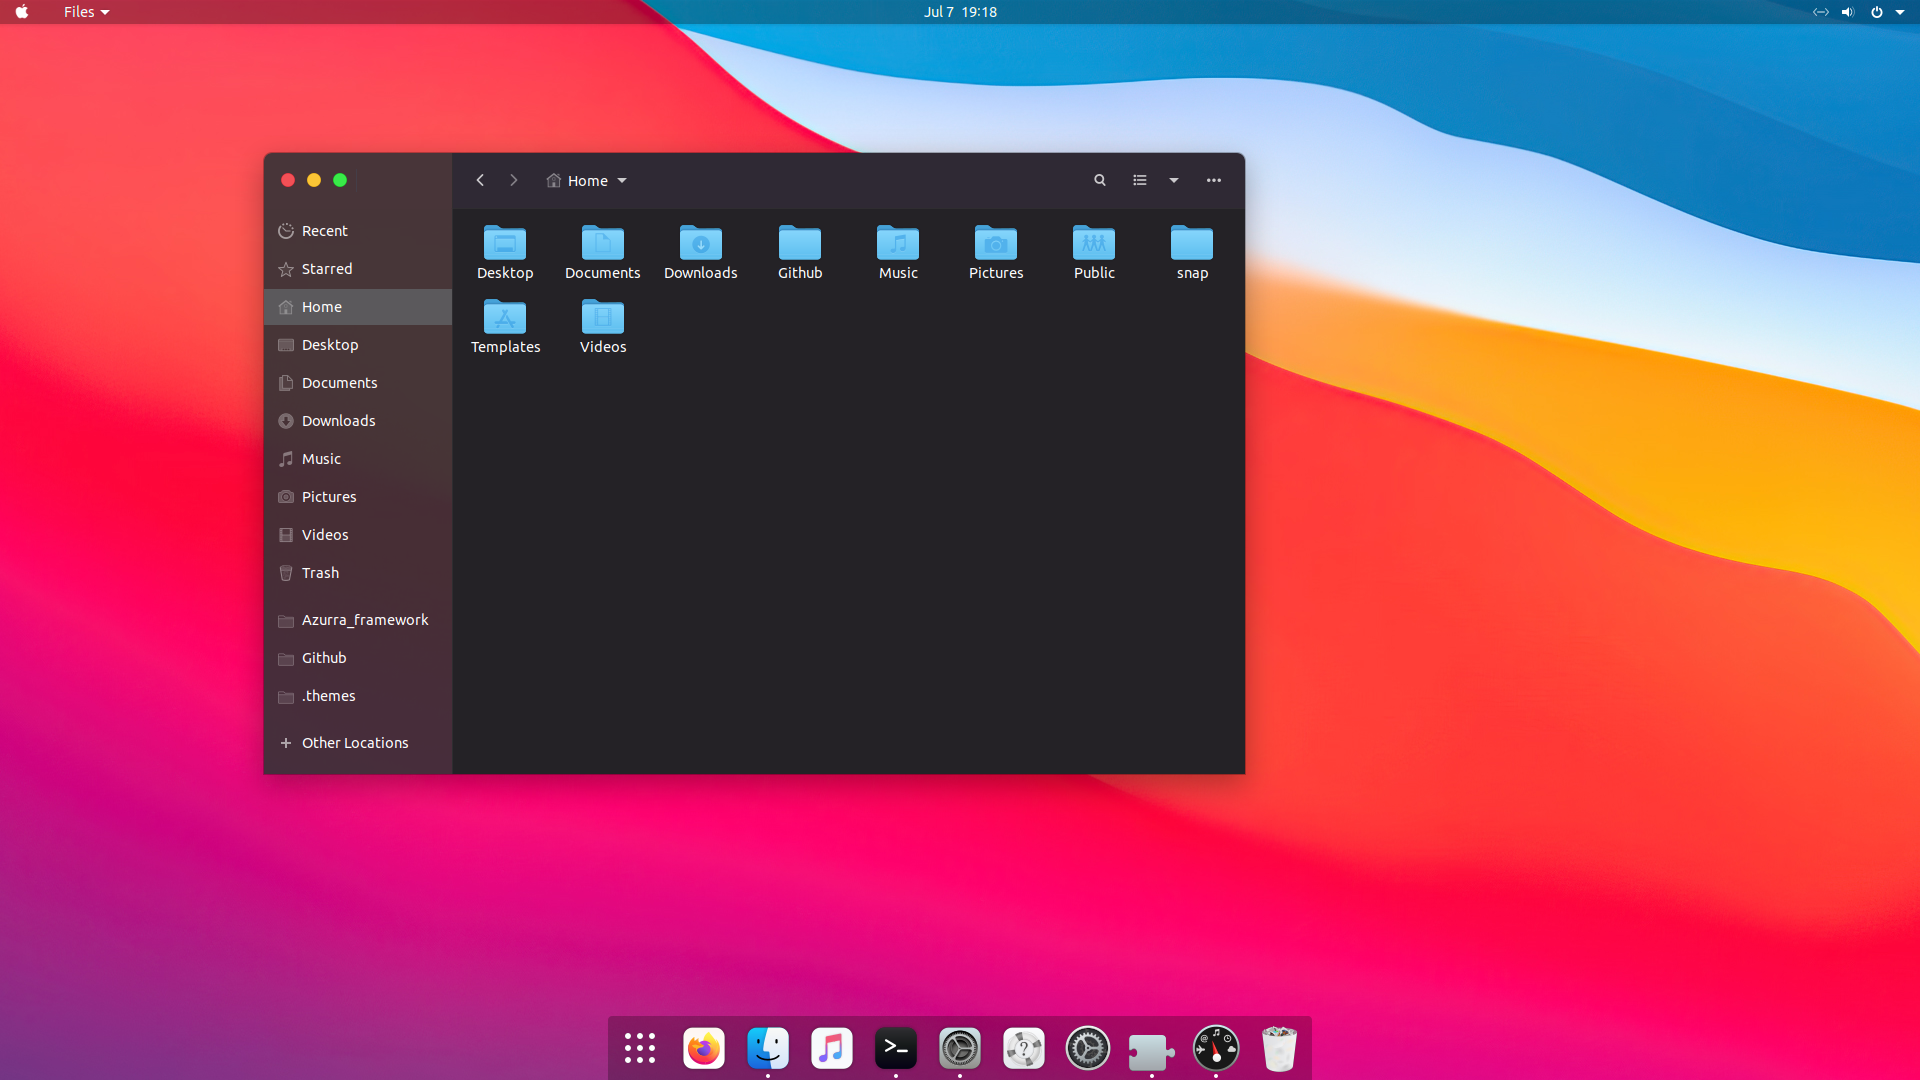 Files
Jul 7 19:18
Home
Recent
Starred
Home
Desktop
Documents
Downloads
Music
Pictures
Videos
Trash
Azurra_framework
Github
.themes
Other Locations
Desktop Documents Downloads Github Music Pictures Public snap
Templates Videos